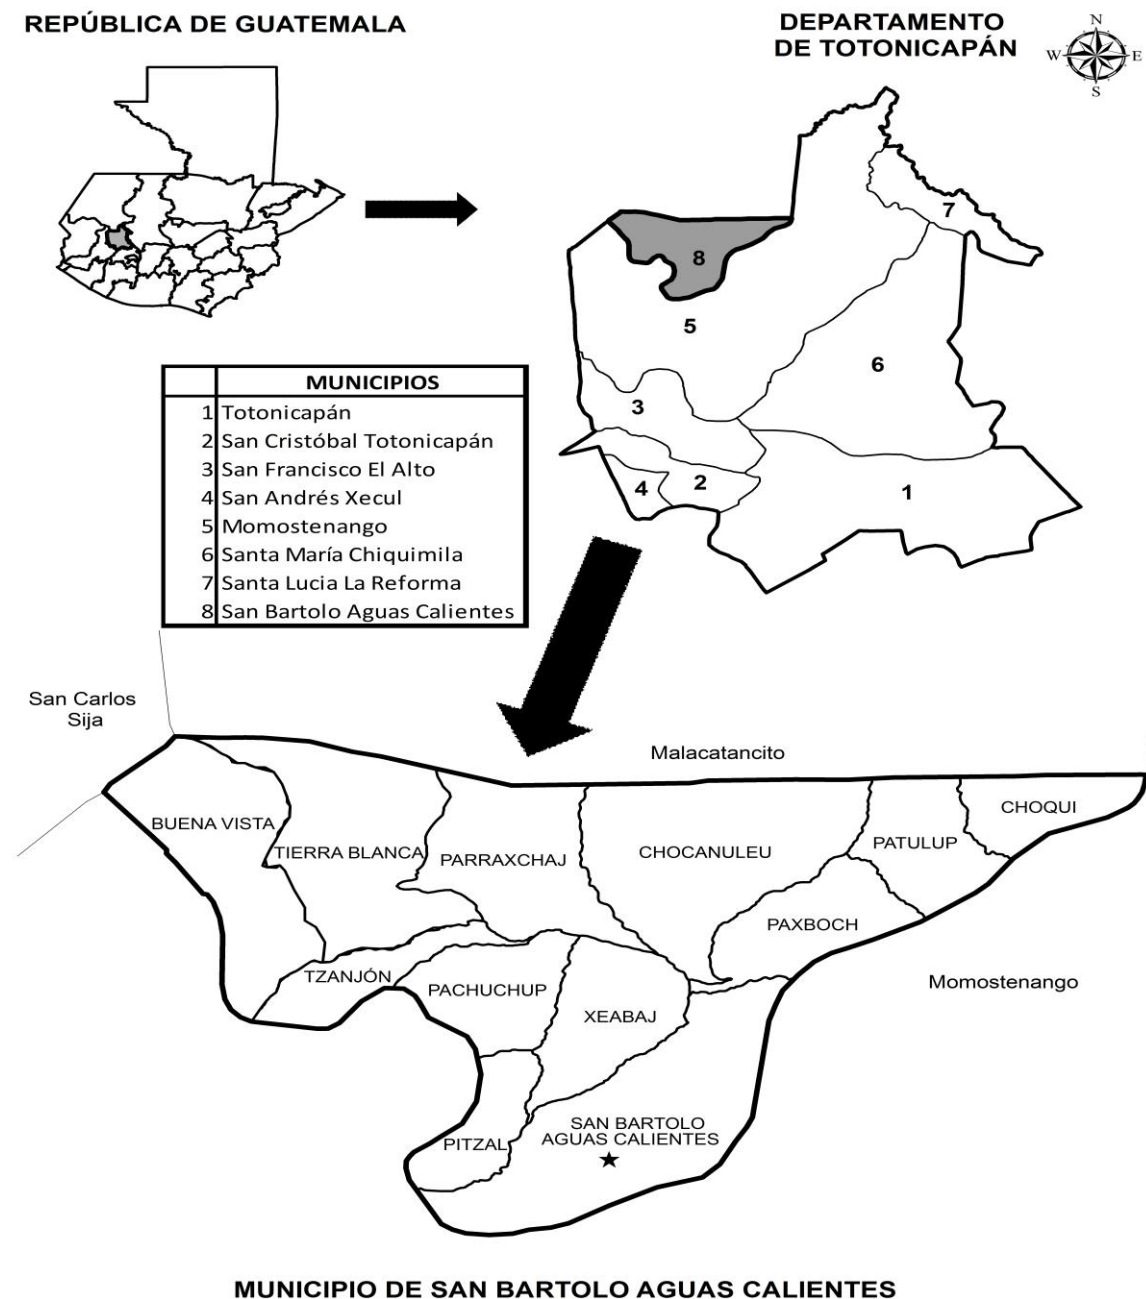 REPÚBLICA DE GUATEMALA
DEPARTAMENTO
DE TOTONICAPÁN
N
W
E
S
7
8
5
6
3
4
2
1
MUNICIPIOS
1 Totonicapán
2 San Cristóbal Totonicapán
3 San Francisco El Alto
4 San Andrés Xecul
5 Momostenango
6 Santa María Chiquimila
7 Santa Lucia La Reforma
8 San Bartolo Aguas Calientes
San Carlos
Sija
Malacatancito
CHOQUI
BUENA VISTA
TIERRA BLANCA
PARRAXCHAJ
CHOCANULEU
PATULUP
PAXBOCH
TZANJÓN
PACHUCHUP
Momostenango
XEABAJ
PITZAL
SAN BARTOLO
AGUAS CALIENTES
MUNICIPIO DE SAN BARTOLO AGUAS CALIENTES